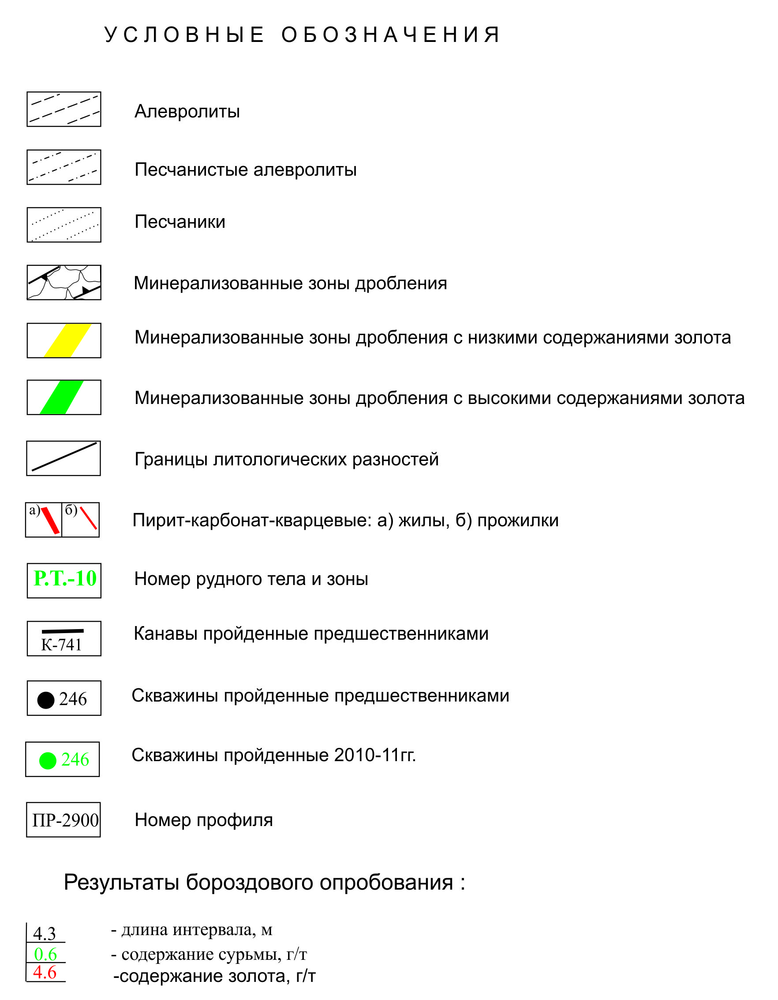 УСЛОВНЫЕ ОБОЗНАЧЕНИЯ
Алевролиты
Песчанистые алевролиты
Песчаники
Минерализованные зоны дробления
Минерализованные зоны дробления с низкими содержаниями золота
Минерализованные зоны дробления с высокими содержаниями золота
Границы литологических разностей
а) б) Пирит-карбонат-кварцевые: а) жилы, б) прожилки
Р.Т.-10 Номер рудного тела и зоны
К-741 Канавы пройденные предшественниками
246 Скважины пройденные предшественниками
246 Скважины пройденные 2010-11гг.
ПР-2900 Номер профиля
Результаты бороздового опробования :
4.3 - длина интервала, м
0.6 - содержание сурьмы, г/т
4.6 -содержание золота, г/т